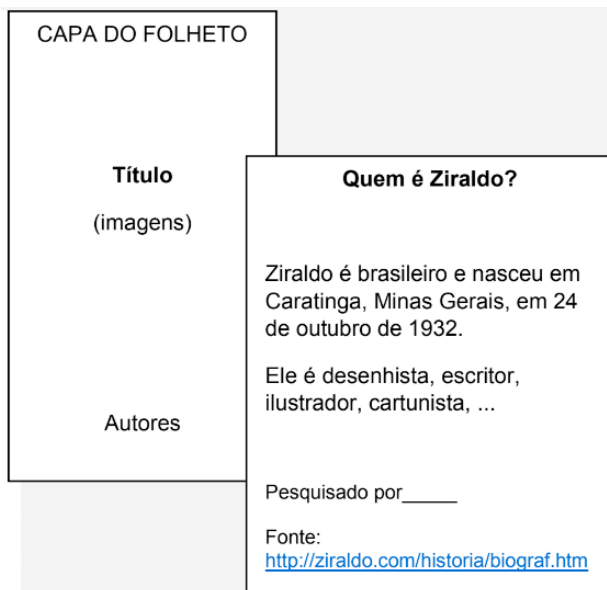 CAPA DO FOLHETO
Título
(imagens)
Autores
Quem é Ziraldo?
Ziraldo é brasileiro e nasceu em
Caratinga, Minas Gerais, em 24
de outubro de 1932.
Ele é desenhista, escritor,
ilustrador, cartunista, ...
Pesquisado por_____
Fonte:
http://ziraldo.com/historia/biograf.htm